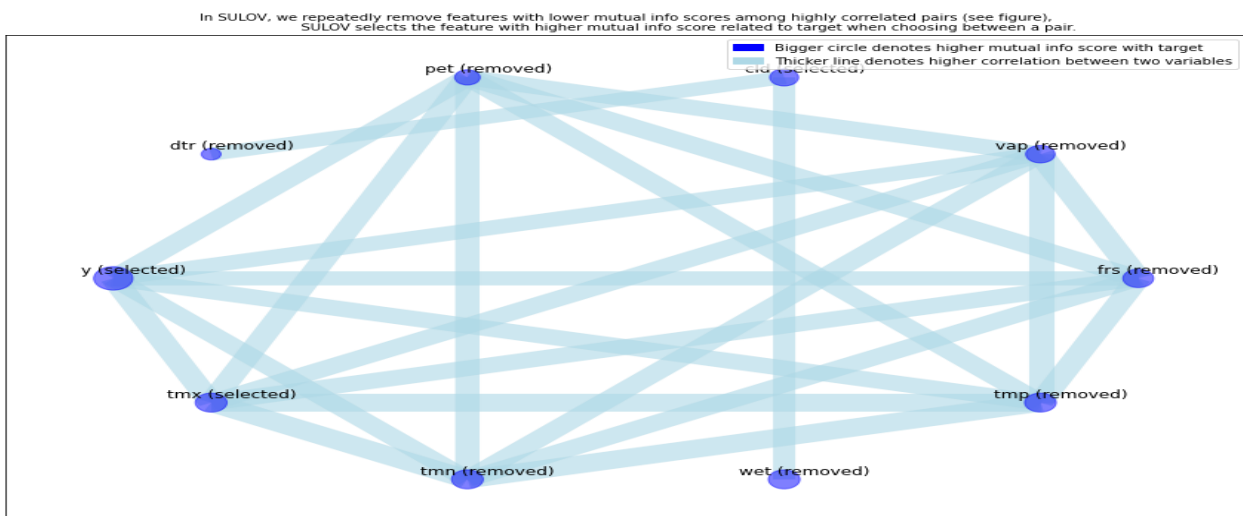 In SULOV, we repeatedly remove features with lower mutual info scores among highly correlated pairs (see figure),
SULOV selects the feature with higher mutual info score related to target when choosing between a pair.
Bigger circle denotes higher mutual info score with target
Thicker line denotes higher correlation between two variables
pet (removed)
cld (selected)
dtr (removed)
vap (removed)
y (selected)
frs (removed)
tmx (selected)
tmp (removed)
tmn (removed)
wet (removed)